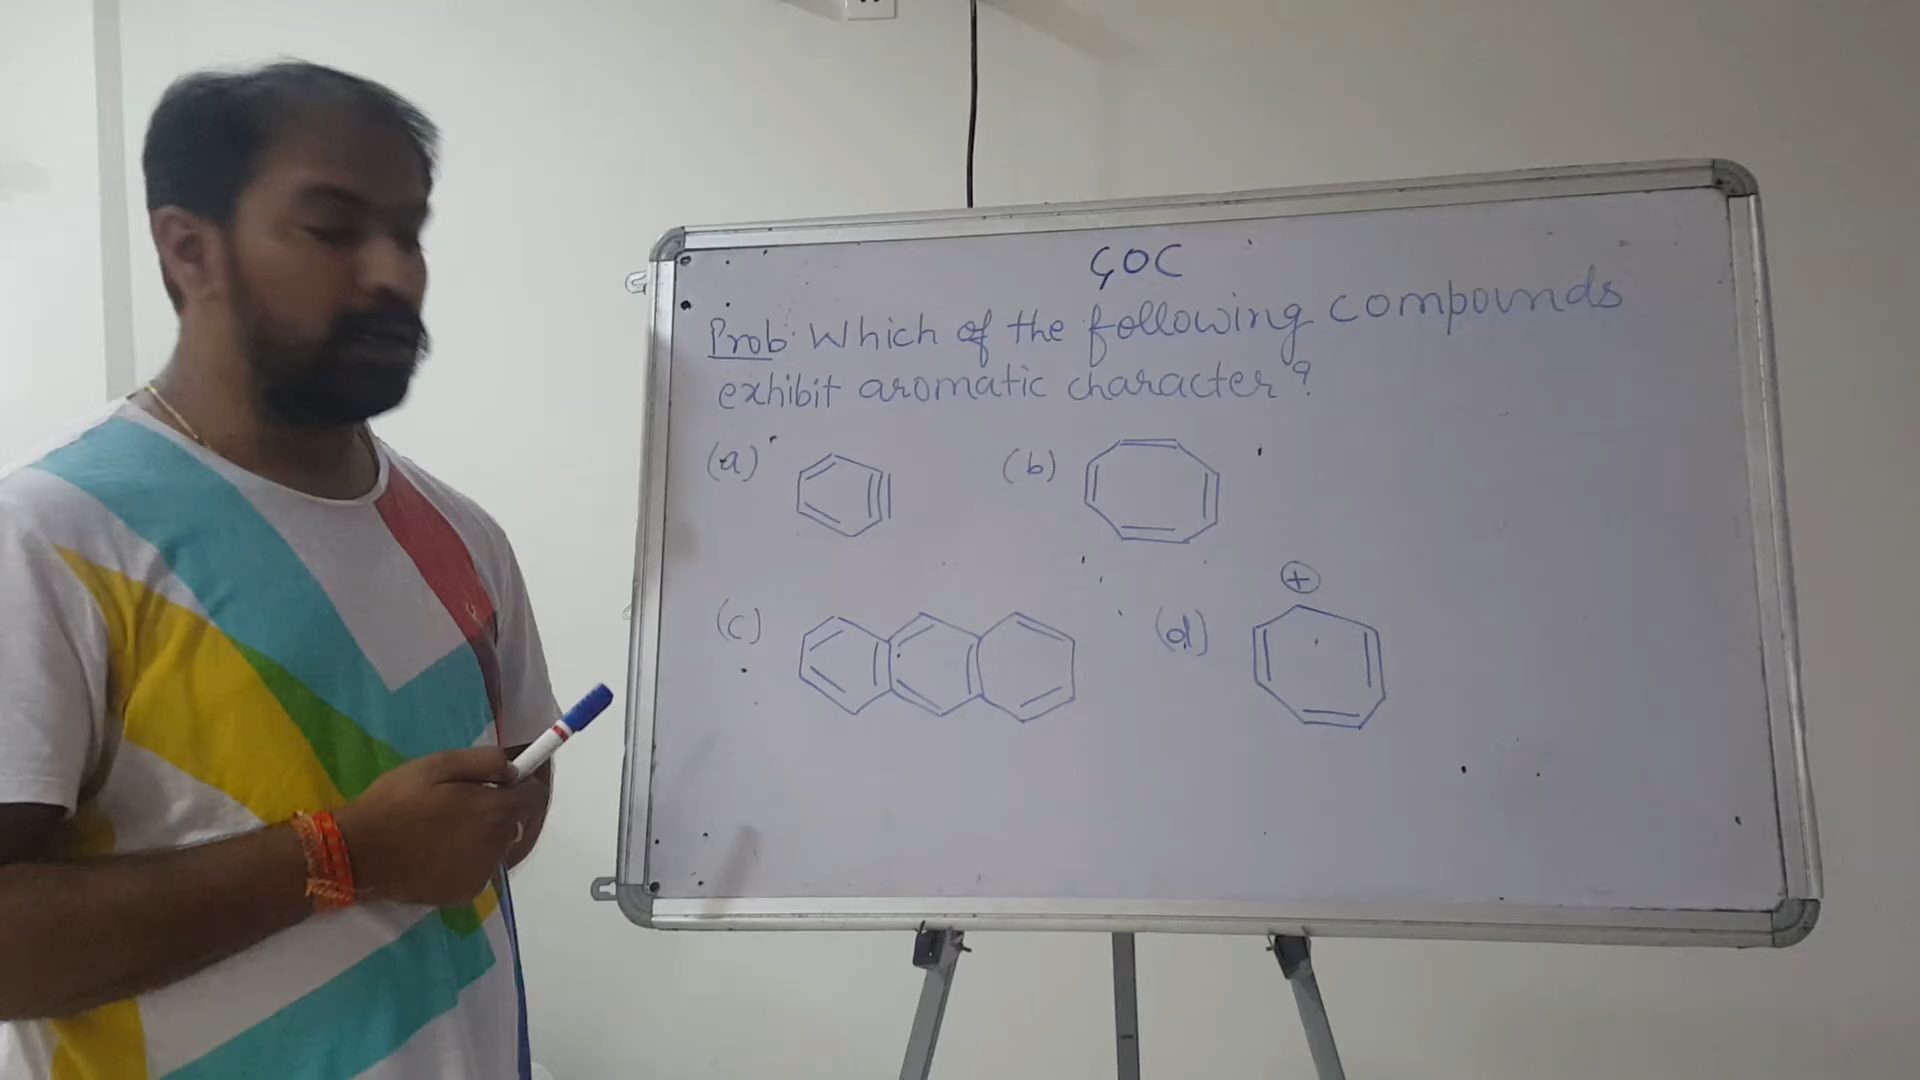 GOC
Prob: Which of the following compounds
exhibit aromatic character?
(a) (b)
+
(c) (d)